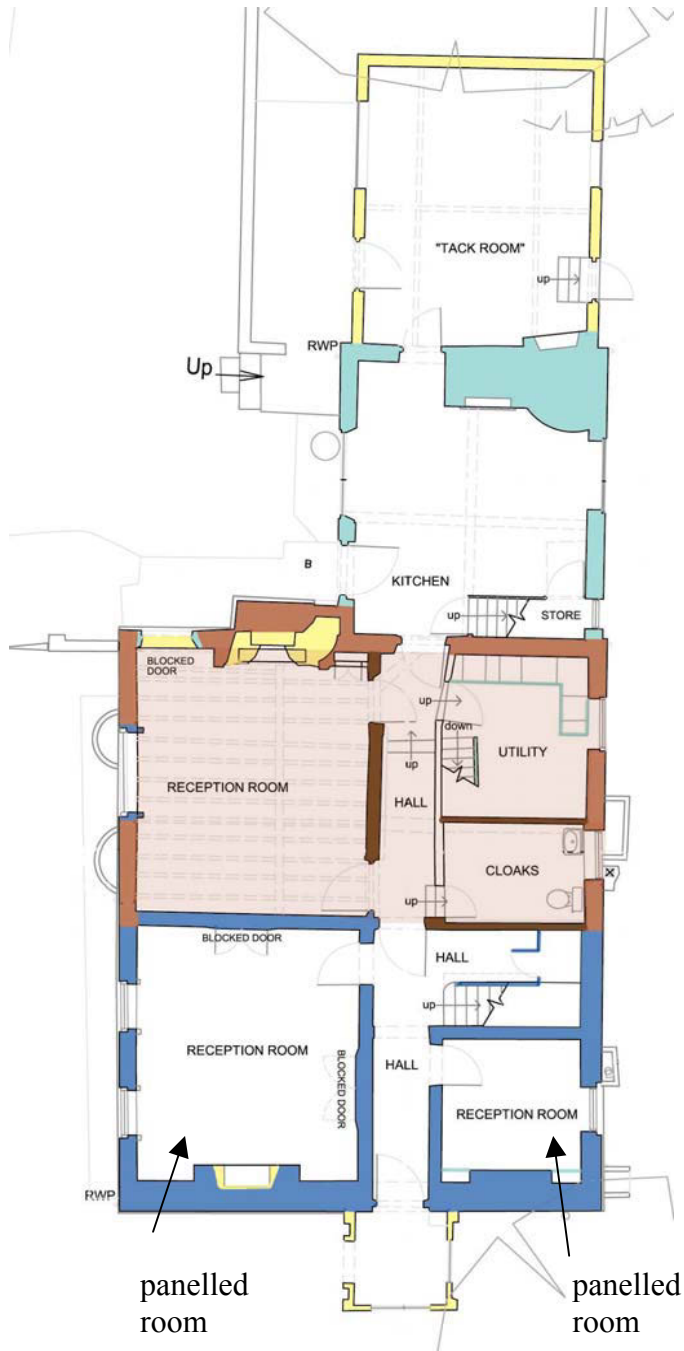 "TACK ROOM"
up
RWP
Up
B
KITCHEN
up
STORE
BLOCKED
DOOR
up
down
UTILITY
up
RECEPTION ROOM
HALL
CLOAKS
up
BLOCKED DOOR
HALL
up
RECEPTION ROOM
BLOCKED DOOR
HALL
RECEPTION ROOM
RWP
panelled
room
panelled
room